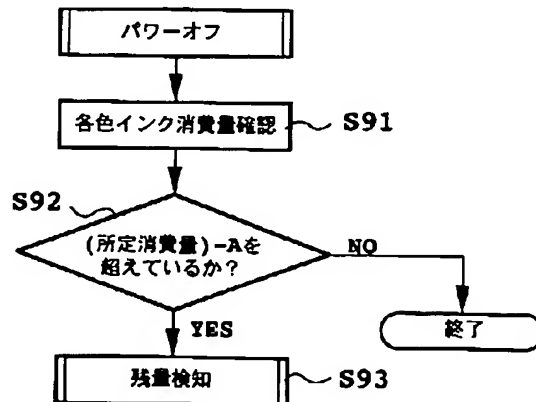 パワーオフ
各色インク消費量確認
S91
S92
(所定消費量)-Aを
超えているか?
NO
YES
終了
残量検知
S93